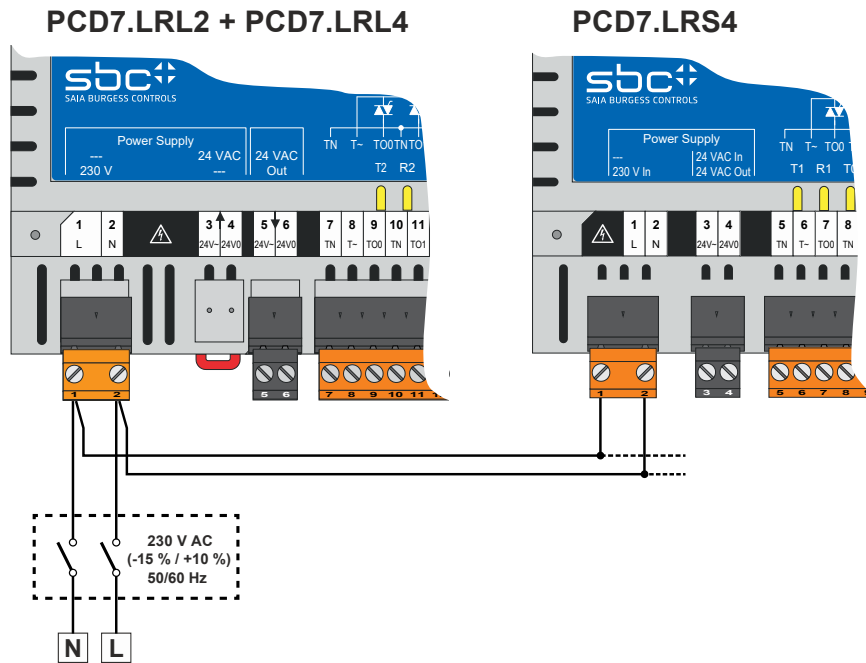 PCD7.LRL2 + PCD7.LRL4
PCD7.LRS4
sbc
SAIA BURGESS CONTROLS
Power Supply
---
24 VAC
230 V
---
24 VAC
Out
TN T~ TO0 TN TO
T2 R2
1 2 3 4 5 6 7 8 9 10 11
L N 24V~ 24V0 24V~ 24V0 TN T~ TO0 TN TO1
1 2 5 6 7 8 9 10 11
sbc
SAIA BURGESS CONTROLS
Power Supply
---
24 VAC In
230 V In
24 VAC Out
TN T~ TO0
T1 R1
1 2 3 4 5 6 7 8
L N 24V~ 24V0 TN T~ TO0 TN
1 2 3 4 5 6 7 8
230 V AC
(-15 % / +10 %)
50/60 Hz
N L